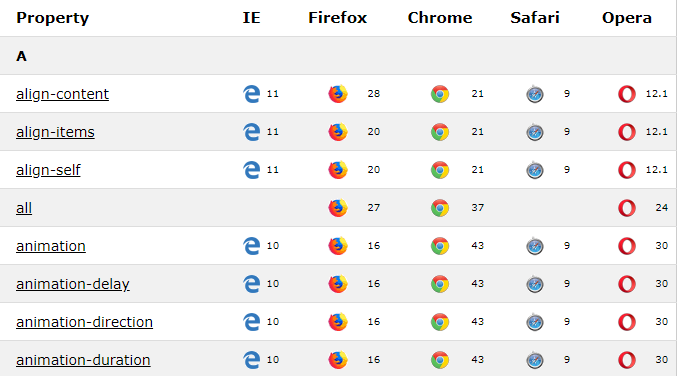 Property IE Firefox Chrome Safari Opera
A
align-content 11 28 21 9 12.1
align-items 11 20 21 9 12.1
align-self 11 20 21 9 12.1
all 27 37 24
animation 10 16 43 9 30
animation-delay 10 16 43 9 30
animation-direction 10 16 43 9 30
animation-duration 10 16 43 9 30